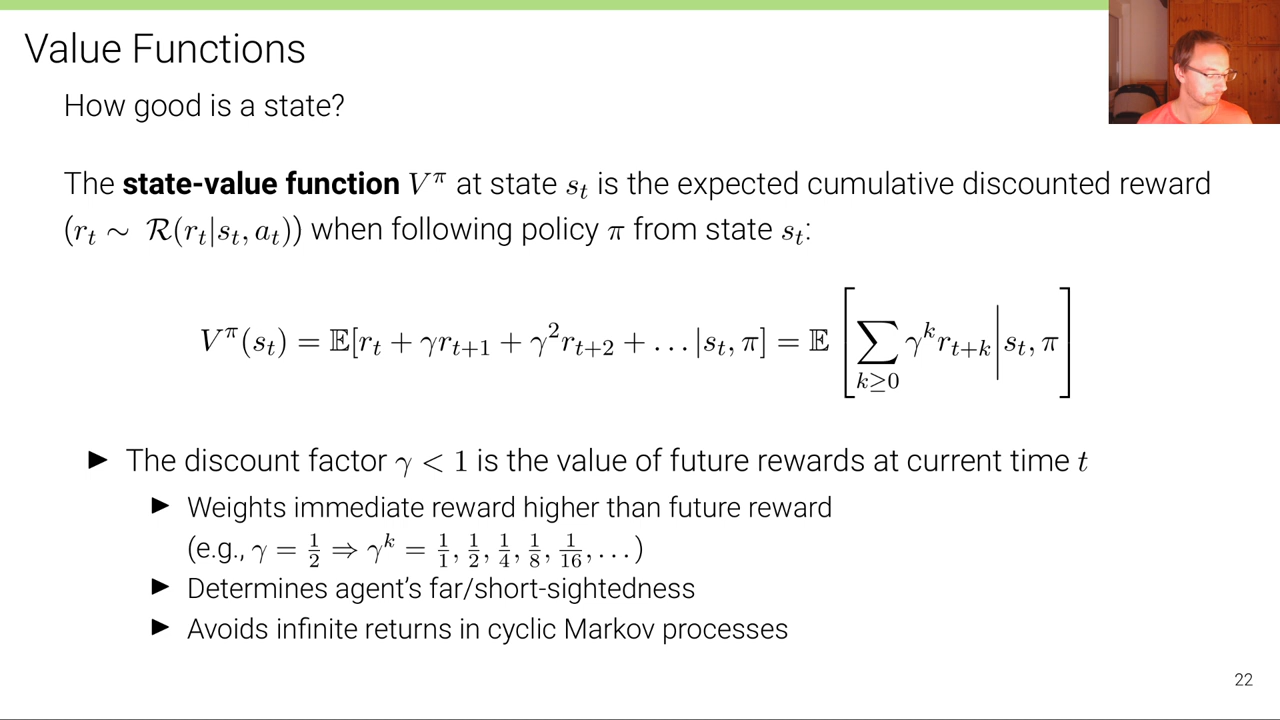 Value Functions
How good is a state?
The state-value function V^π at state s_t is the expected cumulative discounted reward
(r_t ∼ R(r_t|s_t, a_t)) when following policy π from state s_t:
V^π(s_t) = 𝔼[r_t + γr_{t+1} + γ^2 r_{t+2} + . . . |s_t, π] = 𝔼 [∑_{k≥0} γ^k r_{t+k} | s_t, π]
▶ The discount factor γ < 1 is the value of future rewards at current time t
▶ Weights immediate reward higher than future reward
(e.g., γ = 1/2 ⇒ γ^k = 1/1, 1/2, 1/4, 1/8, 1/16, . . . )
▶ Determines agent's far/short-sightedness
▶ Avoids infinite returns in cyclic Markov processes
22